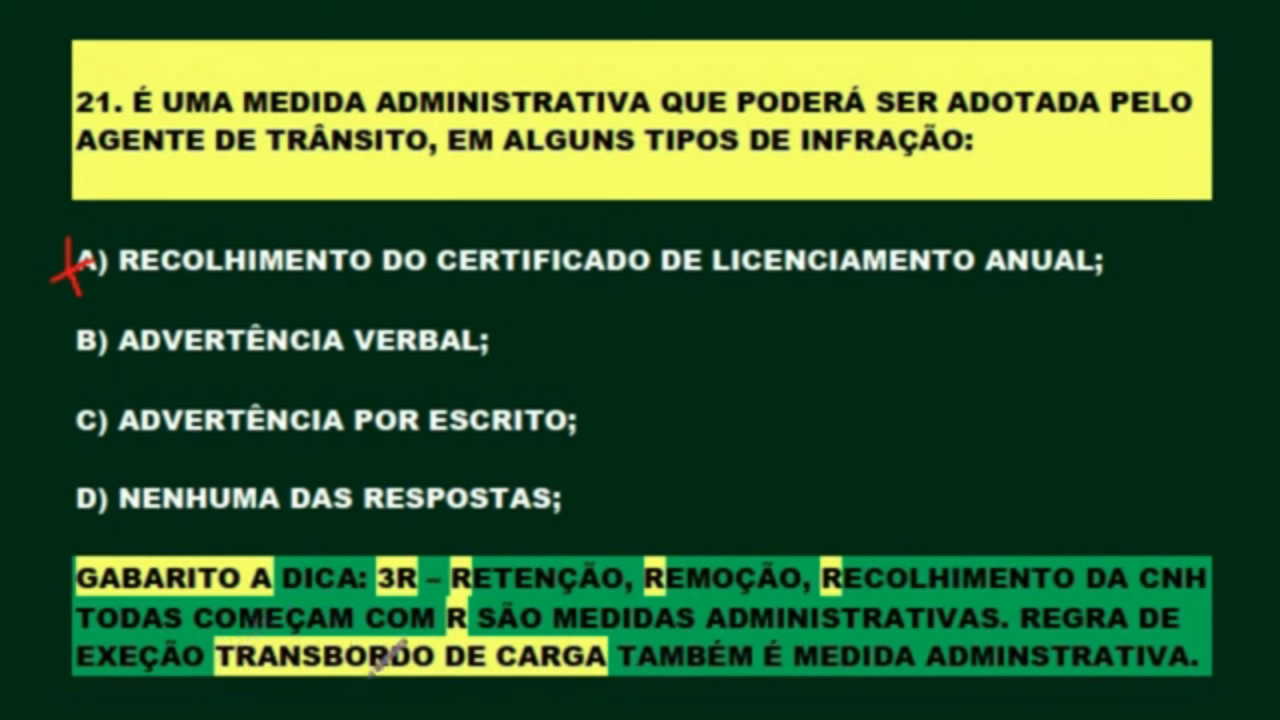 21. É UMA MEDIDA ADMINISTRATIVA QUE PODERÁ SER ADOTADA PELO
AGENTE DE TRÂNSITO, EM ALGUNS TIPOS DE INFRAÇÃO:
A) RECOLHIMENTO DO CERTIFICADO DE LICENCIAMENTO ANUAL;
B) ADVERTÊNCIA VERBAL;
C) ADVERTÊNCIA POR ESCRITO;
D) NENHUMA DAS RESPOSTAS;
GABARITO A DICA: 3R – RETENÇÃO, REMOÇÃO, RECOLHIMENTO DA CNH
TODAS COMEÇAM COM R SÃO MEDIDAS ADMINISTRATIVAS. REGRA DE
EXEÇÃO TRANSBORDO DE CARGA TAMBÉM É MEDIDA ADMINSTRATIVA.